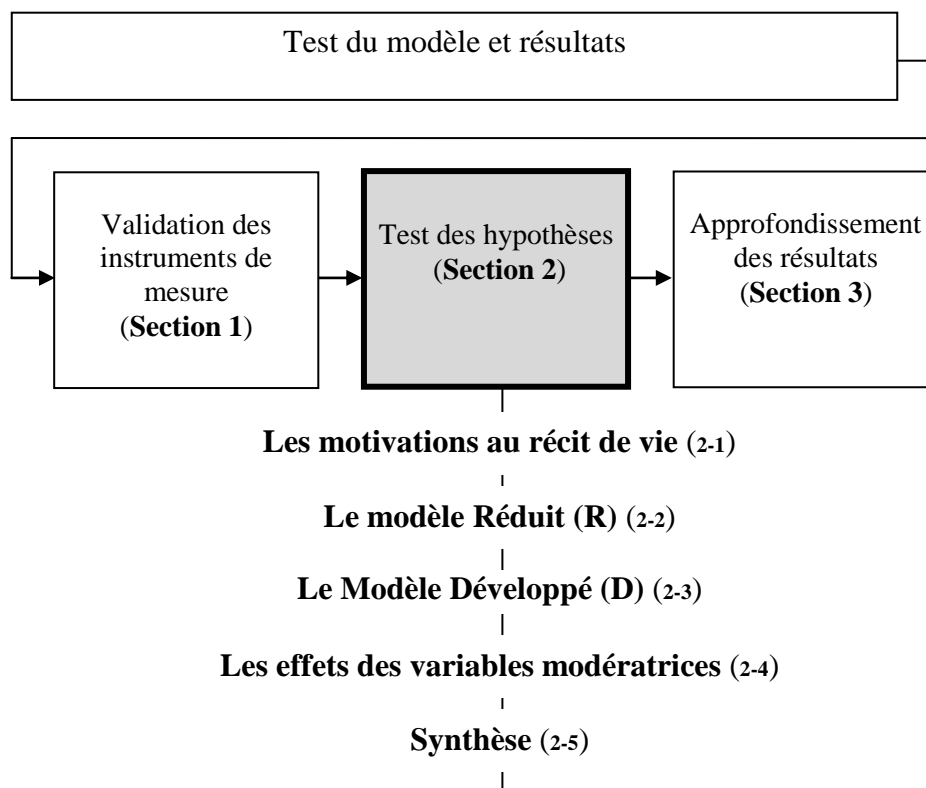 Test du modèle et résultats
Validation des
instruments de
mesure
(Section 1)
Test des hypothèses
(Section 2)
Approfondissement
des résultats
(Section 3)
Les motivations au récit de vie (2-1)
Le modèle Réduit (R) (2-2)
Le Modèle Développé (D) (2-3)
Les effets des variables modératrices (2-4)
Synthèse (2-5)